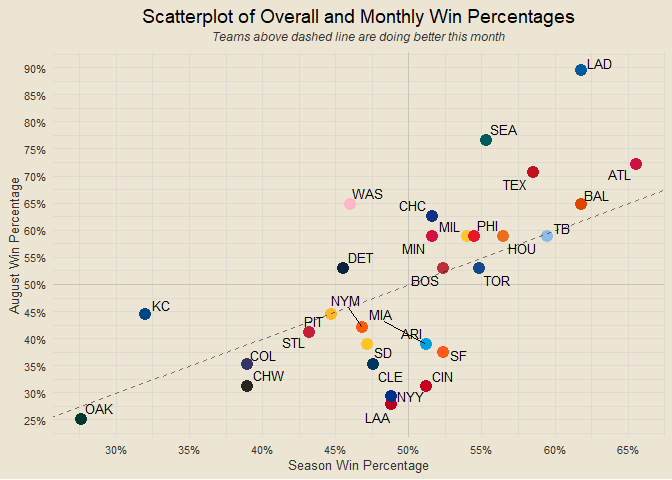 Scatterplot of Overall and Monthly Win Percentages
Teams above dashed line are doing better this month
90%
85%
80%
75%
70%
65%
60%
55%
50%
45%
40%
35%
30%
25%
August Win Percentage
LAD
SEA
TEX
ATL
WAS
BAL
CHC
MIL
PHI
TB
MIN
HOU
DET
BOS
TOR
KC
NYM
MIA
PIT
STL
ARI
SD
SF
COL
CHW
CLE
CIN
NYY
LAA
OAK
30%
35%
40%
45%
50%
55%
60%
65%
Season Win Percentage